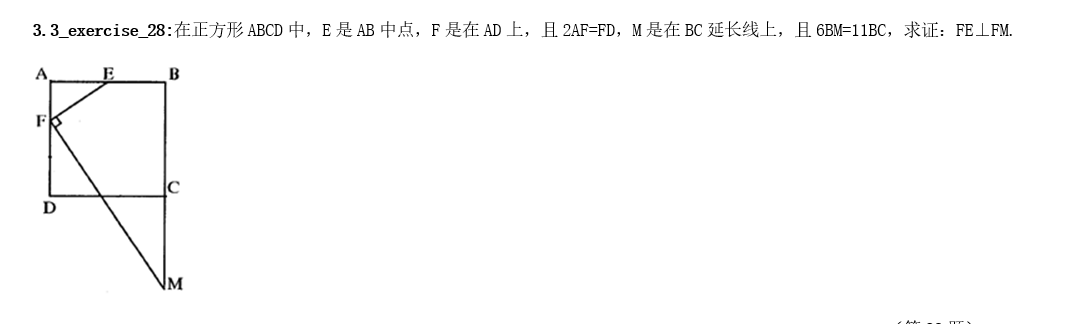 3.3_exercise_28:在正方形 ABCD 中，E 是 AB 中点，F 是在 AD 上，且 2AF=FD，M 是在 BC 延长线上，且 6BM=11BC，求证：FE⊥FM.
A E B
F
C
D
M